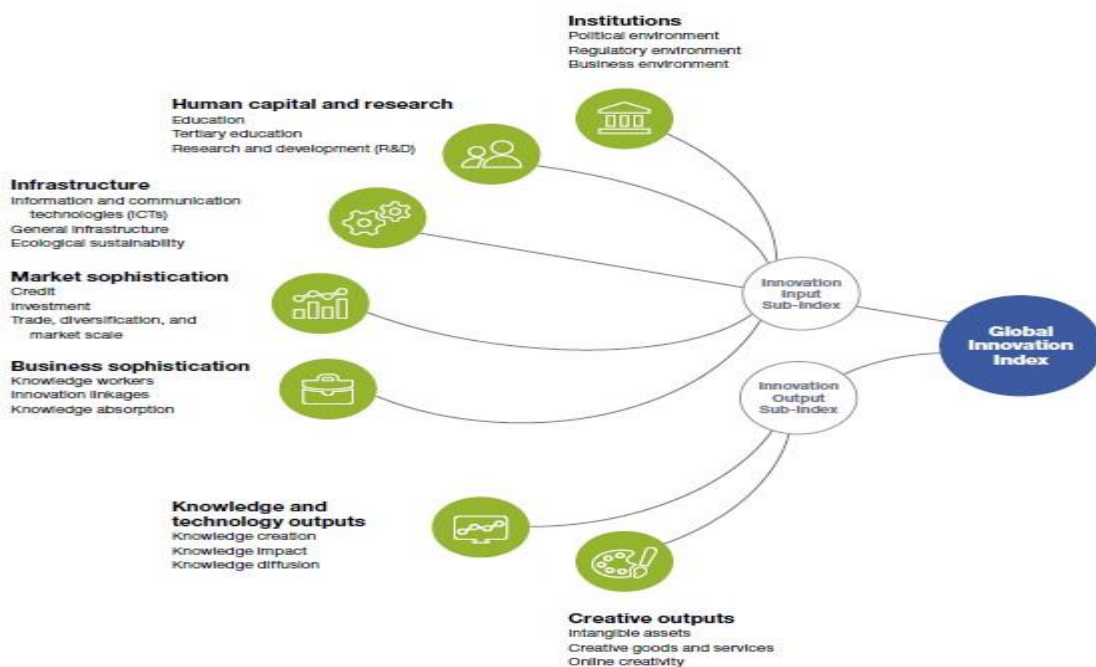 Institutions
Political environment
Regulatory environment
Business environment
Human capital and research
Education
Tertiary education
Research and development (R&D)
Infrastructure
Information and communication
technologies (ICTs)
General infrastructure
Ecological sustainability
Market sophistication
Credit
Investment
Trade, diversification, and
market scale
Business sophistication
Knowledge workers
Innovation linkages
Knowledge absorption
Innovation
Input
Sub-Index
Global
Innovation
Index
Innovation
Output
Sub-Index
Knowledge and
technology outputs
Knowledge creation
Knowledge impact
Knowledge diffusion
Creative outputs
Intangible assets
Creative goods and services
Online creativity